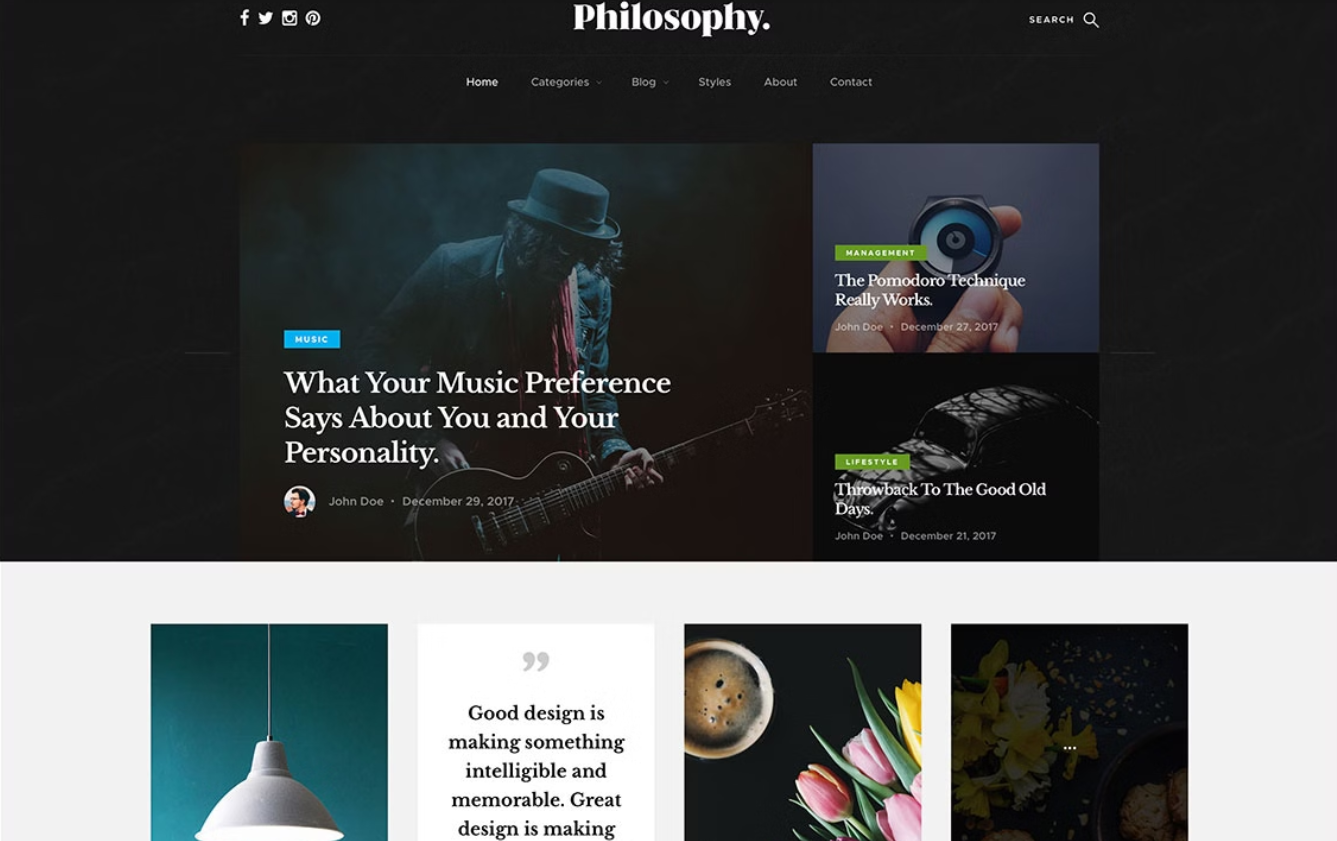 Philosophy.
SEARCH
Home
Categories
Blog
Styles
About
Contact
MUSIC
What Your Music Preference
Says About You and Your
Personality.
John Doe • December 29, 2017
MANAGEMENT
The Pomodoro Technique
Really Works.
John Doe • December 27, 2017
LIFESTYLE
Throwback To The Good Old
Days.
John Doe • December 21, 2017
”
Good design is
making something
intelligible and
memorable. Great
design is making
...